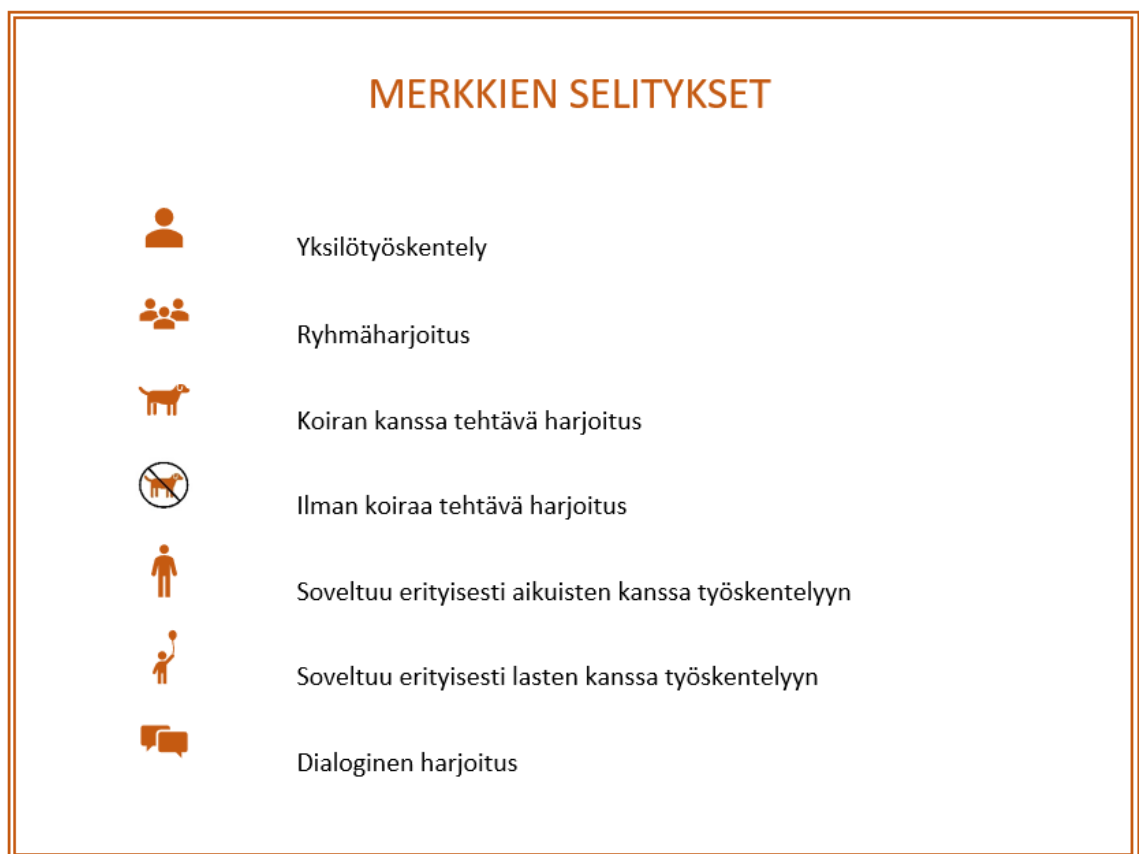 MERKKIEN SELITYKSET
Yksilötyöskentely
Ryhmäharjoitus
Koiran kanssa tehtävä harjoitus
Ilman koiraa tehtävä harjoitus
Soveltuu erityisesti aikuisten kanssa työskentelyyn
Soveltuu erityisesti lasten kanssa työskentelyyn
Dialoginen harjoitus